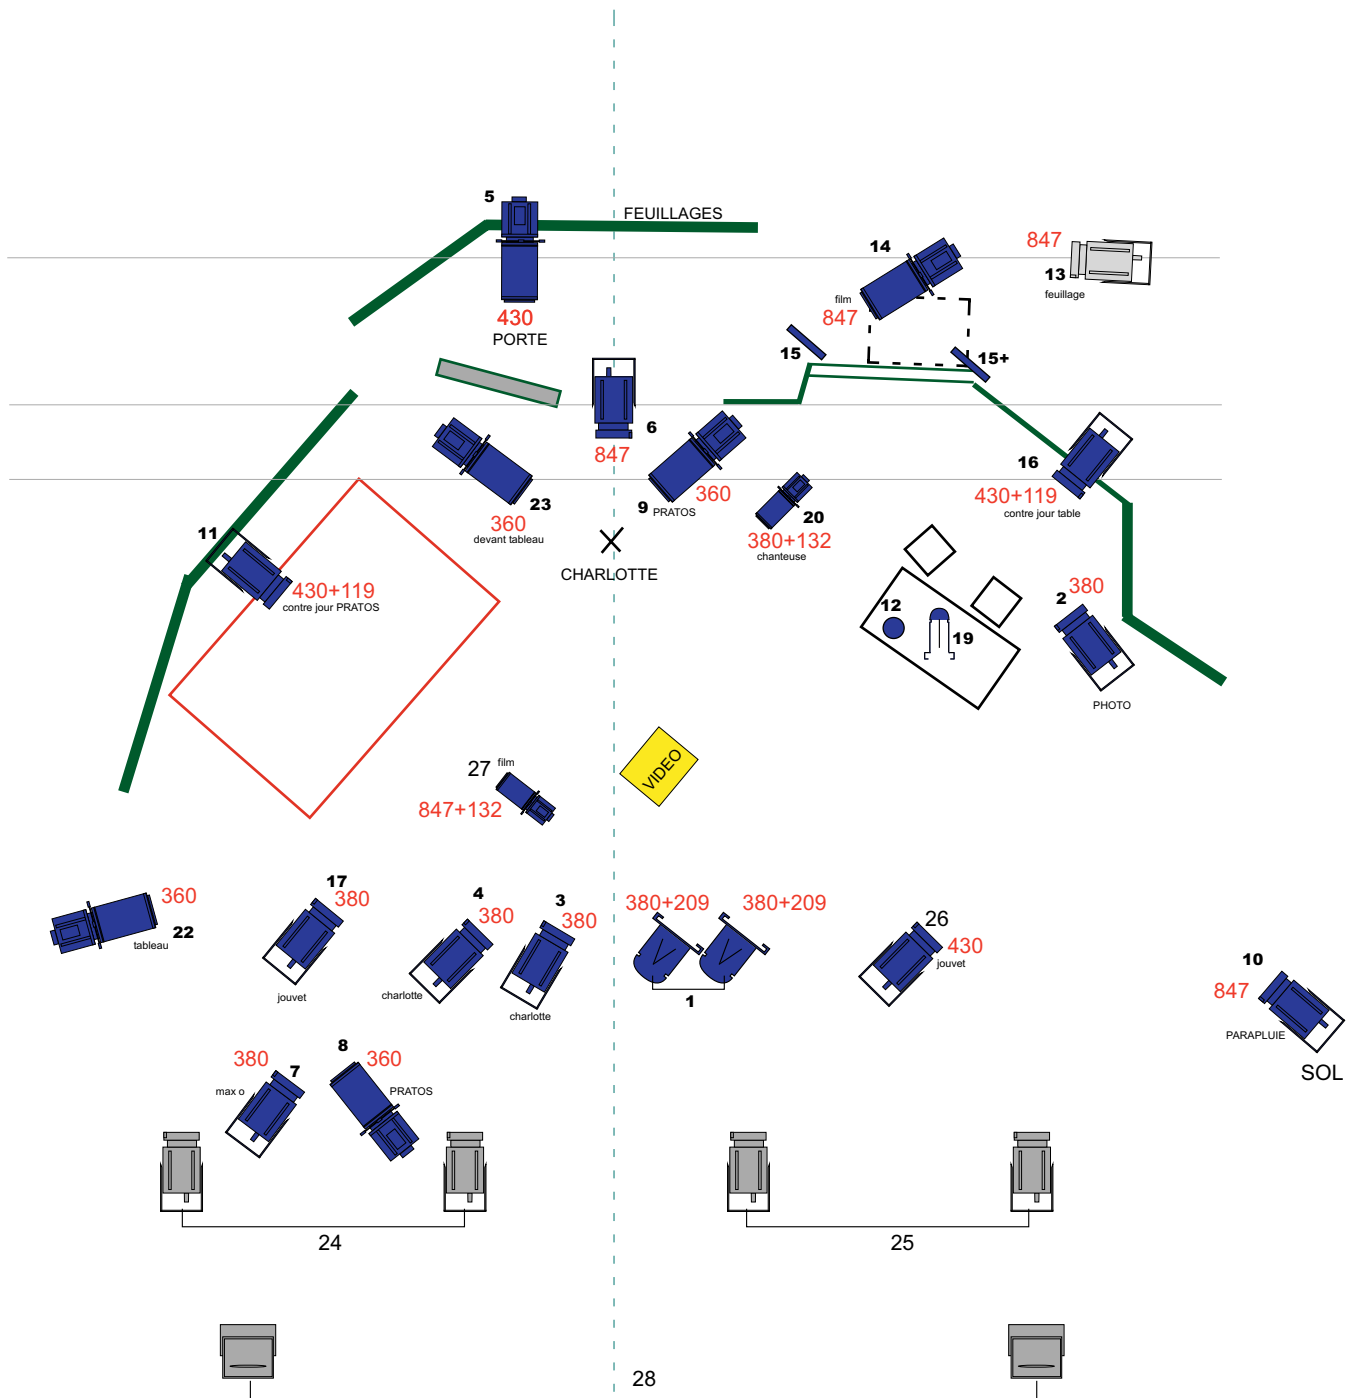 5
FEUILLAGES
430
PORTE
14
film
847
847
13
feuillage
15
15+
6
847
23
360
devant tableau
9
PRATOS
360
20
380+132
chanteuse
16
430+119
contre jour table
CHARLOTTE
11
430+119
contre jour PRATOS
12
19
2
380
PHOTO
VIDEO
27
film
847+132
360
22
tableau
17
380
jouvet
4
380
charlotte
3
380
charlotte
380+209
380+209
1
26
430
jouvet
10
847
PARAPLUIE
SOL
380
7
max o
8
360
PRATOS
24
25
28